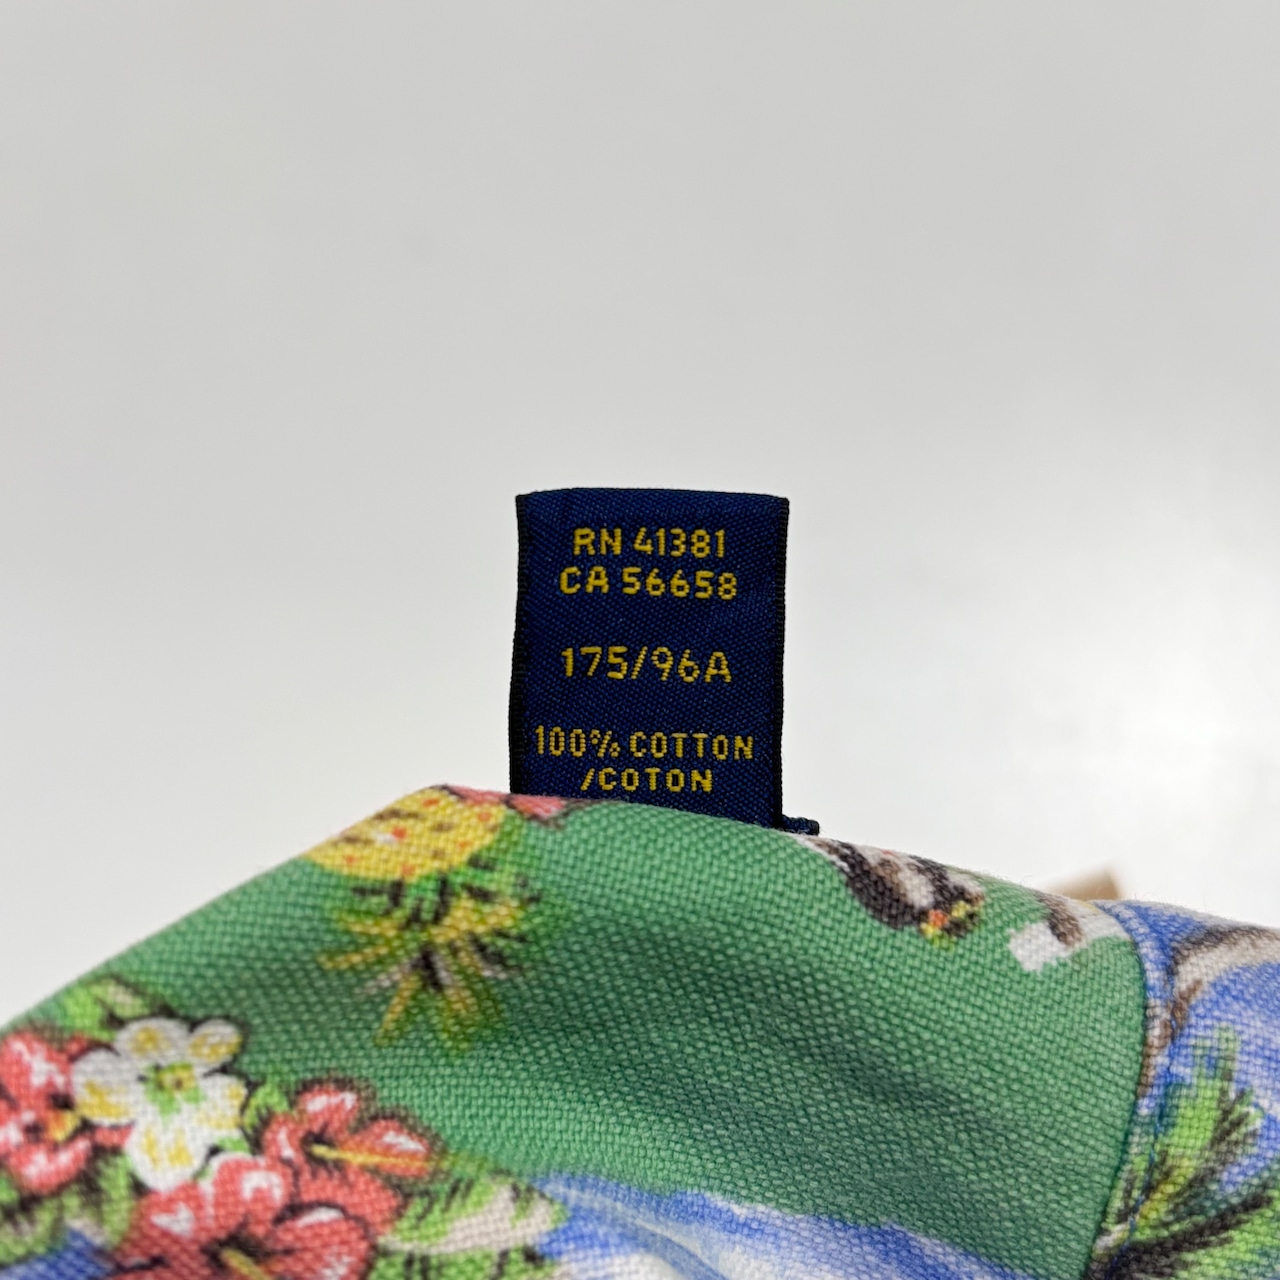 RN 41381
CA 56658
175/96A
100% COTTON
/COTON